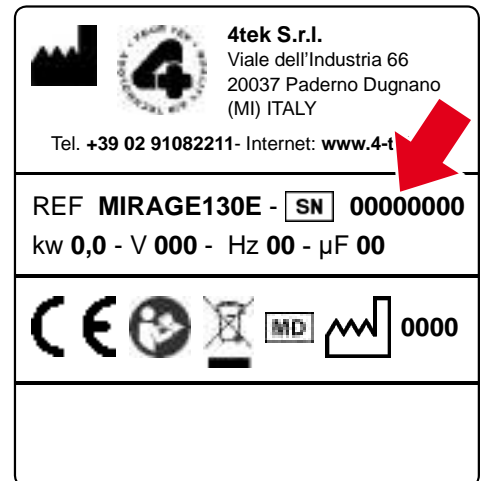 4tek S.r.l.
Viale dell'Industria 66
20037 Paderno Dugnano
(MI) ITALY
4
Tel. +39 02 91082211- Internet: www.4-t
REF MIRAGE130E - SN 00000000
kw 0,0 - V 000 - Hz 00 - µF 00
CE MD 0000